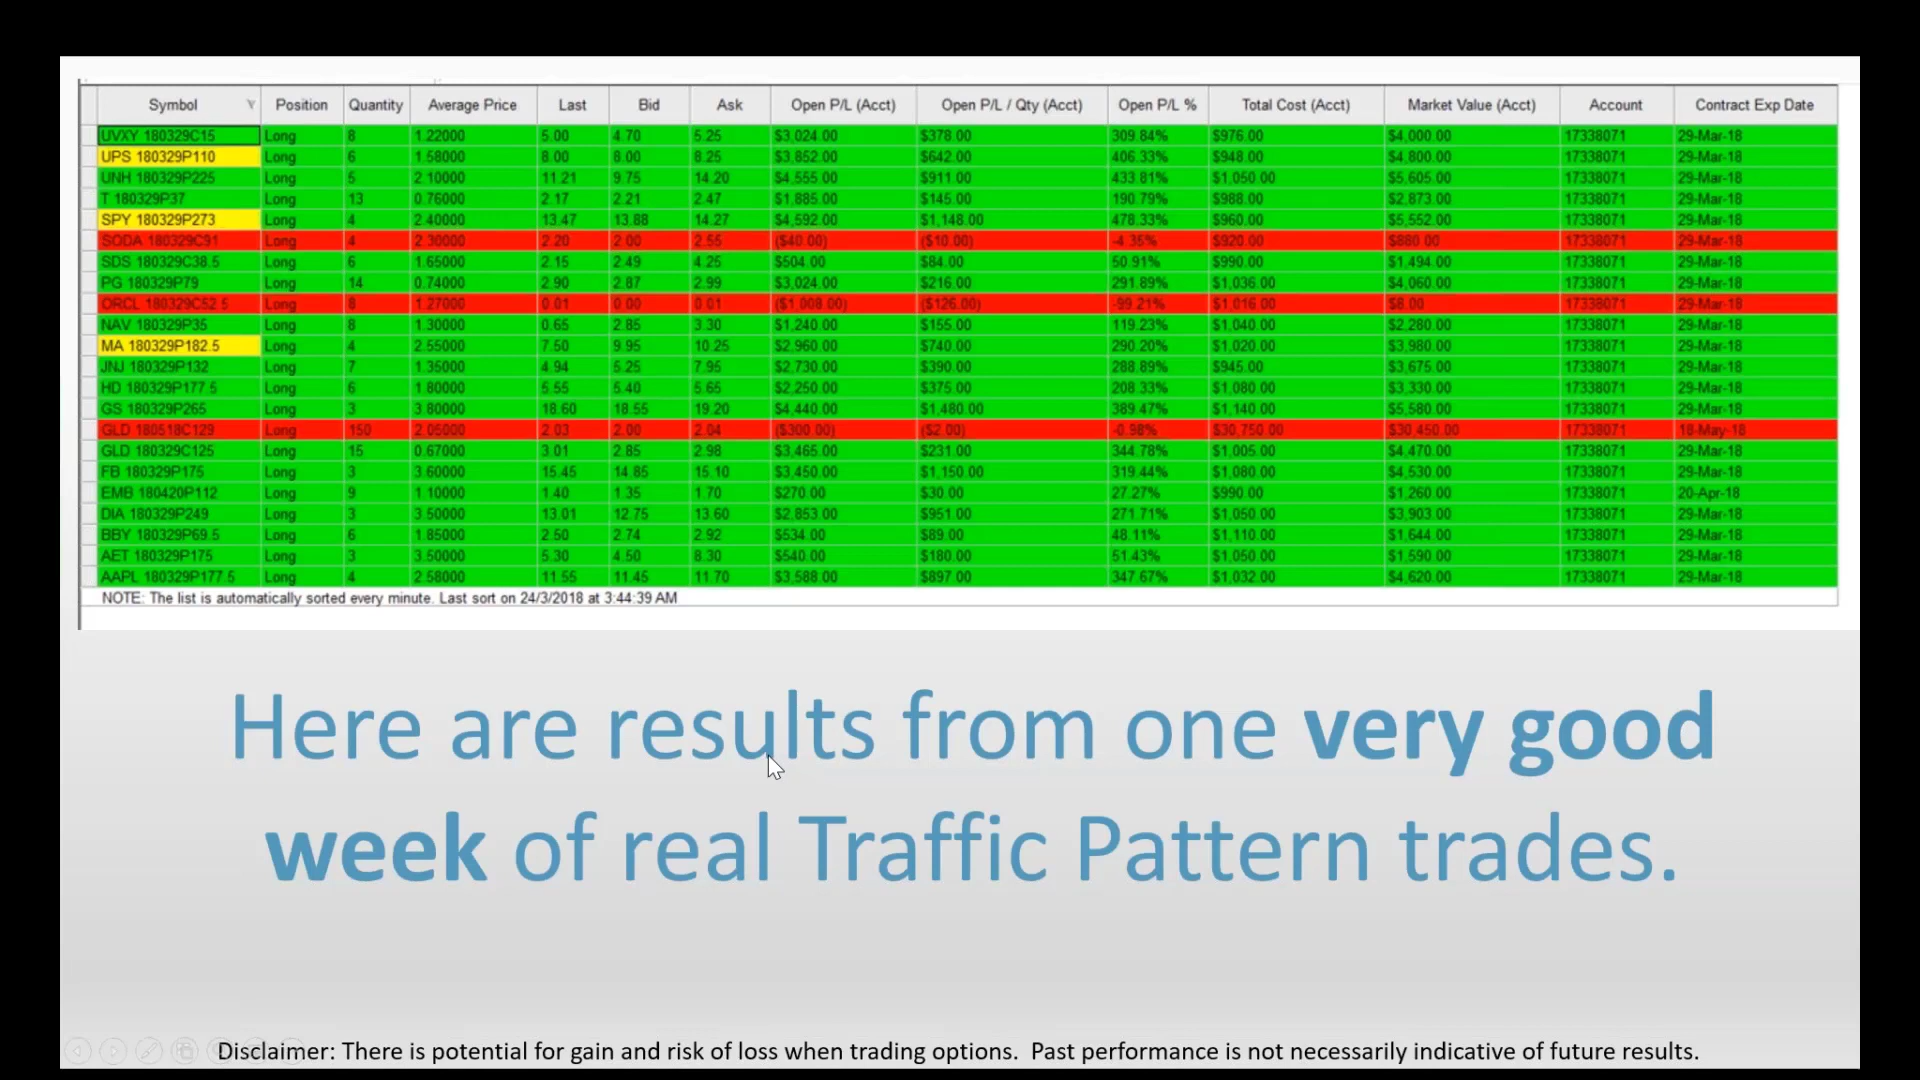 Symbol Position Quantity Average Price Last Bid Ask Open P/L (Acct) Open P/L / Qty (Acct) Open P/L % Total Cost (Acct) Market Value (Acct) Account Contract Exp Date
UVXY 180329C15 Long 8 1.22000 5.00 4.70 5.25 $3,024.00 $378.00 309.84% $976.00 $4,000.00 17338071 29-Mar-18
UPS 180329P110 Long 6 1.58000 8.00 8.00 8.25 $3,852.00 $642.00 406.33% $948.00 $4,800.00 17338071 29-Mar-18
UNH 180329P225 Long 5 2.10000 11.21 9.75 14.20 $4,555.00 $911.00 433.81% $1,050.00 $5,605.00 17338071 29-Mar-18
T 180329P37 Long 13 0.76000 2.17 2.21 2.47 $1,885.00 $145.00 190.79% $988.00 $2,873.00 17338071 29-Mar-18
SPY 180329P273 Long 4 2.40000 13.47 13.88 14.27 $4,592.00 $1,148.00 478.33% $960.00 $5,552.00 17338071 29-Mar-18
SODA 180329C91 Long 4 2.30000 2.20 2.00 2.55 ($40.00) ($10.00) -4.35% $920.00 $880.00 17338071 29-Mar-18
SDS 180329C38.5 Long 6 1.65000 2.15 2.49 4.25 $504.00 $84.00 50.91% $990.00 $1,494.00 17338071 29-Mar-18
PG 180329P79 Long 14 0.74000 2.90 2.87 2.99 $3,024.00 $216.00 291.89% $1,036.00 $4,060.00 17338071 29-Mar-18
ORCL 180329C52.5 Long 8 1.27000 0.01 0.00 0.01 ($1,008.00) ($126.00) -99.21% $1,016.00 $8.00 17338071 29-Mar-18
NAV 180329P35 Long 8 1.30000 0.65 2.85 3.30 $1,240.00 $155.00 119.23% $1,040.00 $2,280.00 17338071 29-Mar-18
MA 180329P182.5 Long 4 2.55000 7.50 9.95 10.25 $2,960.00 $740.00 290.20% $1,020.00 $3,980.00 17338071 29-Mar-18
JNJ 180329P132 Long 7 1.35000 4.94 5.25 7.95 $2,730.00 $390.00 288.89% $945.00 $3,675.00 17338071 29-Mar-18
HD 180329P177.5 Long 6 1.80000 5.55 5.40 5.65 $2,250.00 $375.00 208.33% $1,080.00 $3,330.00 17338071 29-Mar-18
GS 180329P265 Long 3 3.80000 18.60 18.55 19.20 $4,440.00 $1,480.00 389.47% $1,140.00 $5,580.00 17338071 29-Mar-18
GLD 180518C129 Long 150 2.05000 2.03 2.00 2.04 ($300.00) ($2.00) -0.98% $30,750.00 $30,450.00 17338071 18-May-18
GLD 180329C125 Long 15 0.67000 3.01 2.85 2.98 $3,465.00 $231.00 344.78% $1,005.00 $4,470.00 17338071 29-Mar-18
FB 180329P175 Long 3 3.60000 15.45 14.85 15.10 $3,450.00 $1,150.00 319.44% $1,080.00 $4,530.00 17338071 29-Mar-18
EMB 180420P112 Long 9 1.10000 1.40 1.35 1.70 $270.00 $30.00 27.27% $990.00 $1,260.00 17338071 20-Apr-18
DIA 180329P249 Long 3 3.50000 13.01 12.75 13.60 $2,853.00 $951.00 271.71% $1,050.00 $3,903.00 17338071 29-Mar-18
BBY 180329P69.5 Long 6 1.85000 2.50 2.74 2.92 $534.00 $89.00 48.11% $1,110.00 $1,644.00 17338071 29-Mar-18
AET 180329P175 Long 3 3.50000 5.30 4.50 8.30 $540.00 $180.00 51.43% $1,050.00 $1,590.00 17338071 29-Mar-18
AAPL 180329P177.5 Long 4 2.58000 11.55 11.45 11.70 $3,588.00 $897.00 347.67% $1,032.00 $4,620.00 17338071 29-Mar-18
NOTE: The list is automatically sorted every minute. Last sort on 24/3/2018 at 3:44:39 AM
Here are results from one very good
week of real Traffic Pattern trades.
Disclaimer: There is potential for gain and risk of loss when trading options. Past performance is not necessarily indicative of future results.